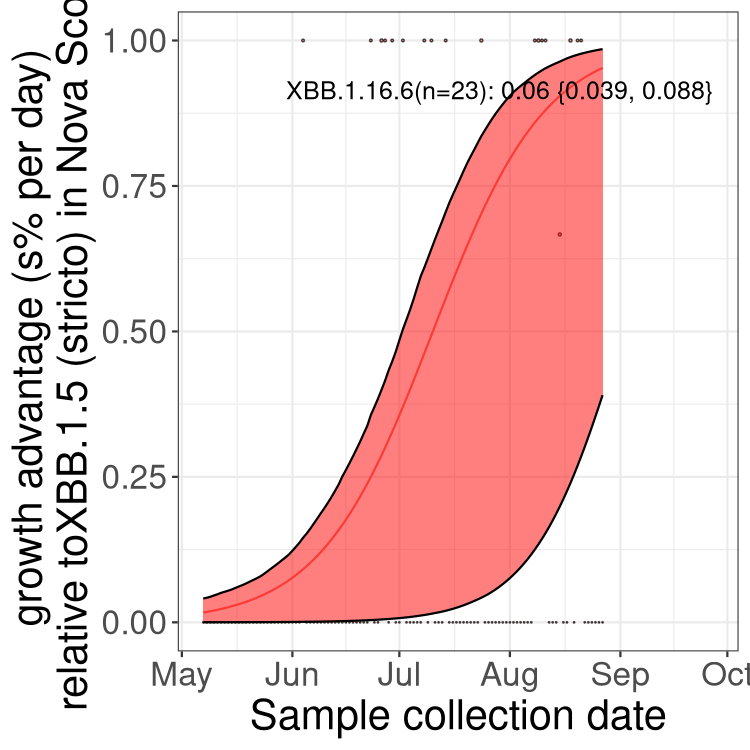 growth advantage (s% per day)
relative toXBB.1.5 (stricto) in Nova Sco
1.00
0.75
0.50
0.25
0.00
XBB.1.16.6(n=23): 0.06 {0.039, 0.088}
May Jun Jul Aug Sep Oct
Sample collection date